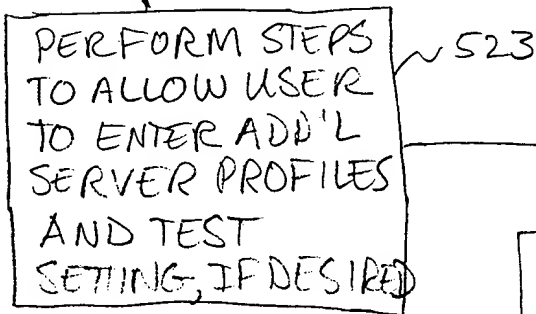 PERFORM STEPS
TO ALLOW USER
TO ENTER ADD'L
SERVER PROFILES
AND TEST
SETTING, IF DESIRED
523